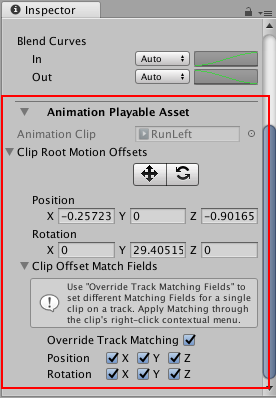 Inspector
Blend Curves
In Auto
Out Auto
Animation Playable Asset
Animation Clip RunLeft
Clip Root Motion Offsets
Position
X -0.25723 Y 0 Z -0.90165
Rotation
X 0 Y 29.40515 Z 0
Clip Offset Match Fields
Use "Override Track Matching Fields" to
set different Matching Fields for a single
clip on a track. Apply Matching through
the clip's right-click contextual menu.
Override Track Matching
Position X Y Z
Rotation X Y Z